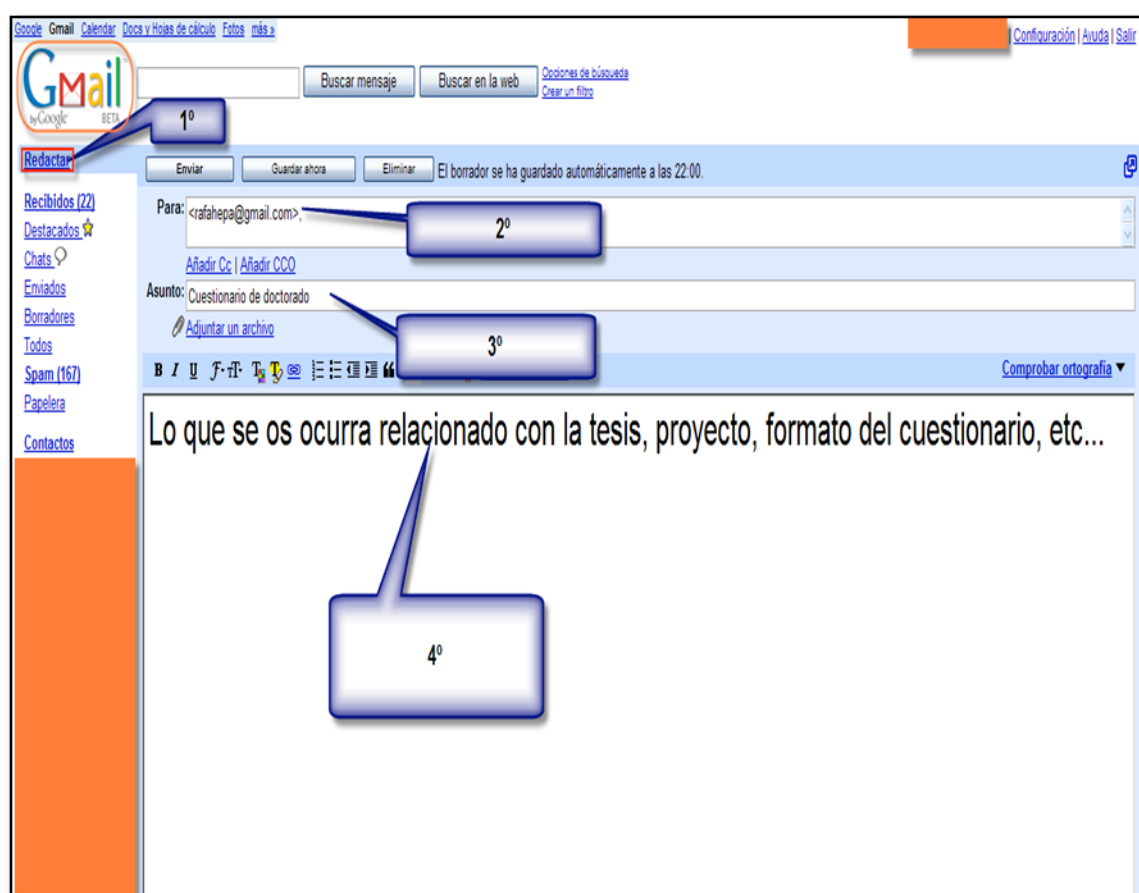 Google Gmail Calendar Docs y Hojas de cálculo Fotos más »
| Configuración | Ayuda | Salir
Gmail
by Google BETA
Buscar mensaje Buscar en la web Opciones de búsqueda
Crear un filtro
1º
Redactar
Enviar Guardar ahora Eliminar El borrador se ha guardado automáticamente a las 22:00.
Recibidos (22)
Destacados
Chats
Enviados
Borradores
Todos
Spam (167)
Papelera
Contactos
Para: <rafahepa@gmail.com>,
2º
Añadir Cc | Añadir CCO
Asunto: Cuestionario de doctorado
Adjuntar un archivo
3º
B I U
Comprobar ortografía ▼
Lo que se os ocurra relacionado con la tesis, proyecto, formato del cuestionario, etc...
4º